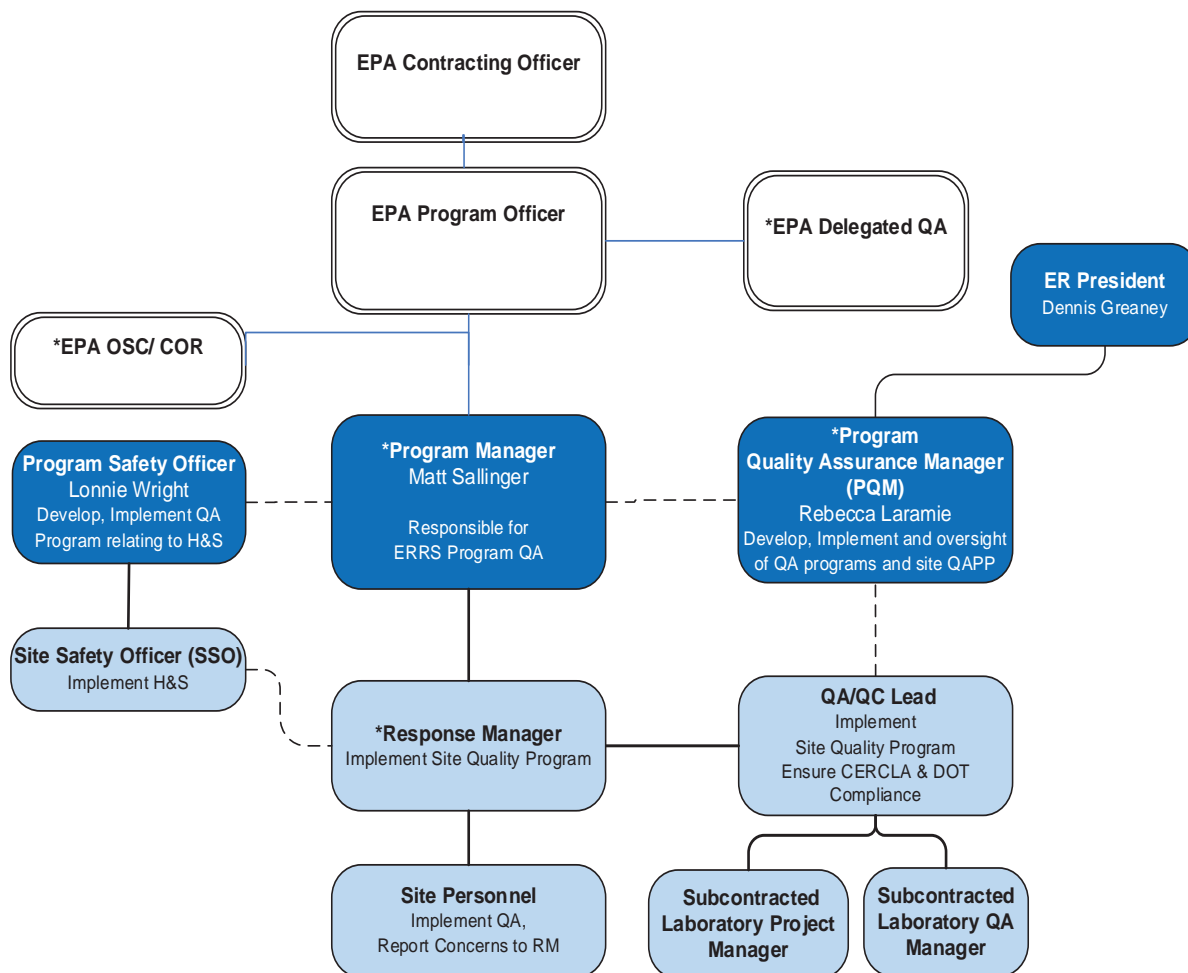 EPA Contracting Officer
EPA Program Officer
*EPA Delegated QA
ER President
Dennis Greaney
*EPA OSC/ COR
Program Safety Officer
Lonnie Wright
Develop, Implement QA
Program relating to H&S
*Program Manager
Matt Sallinger
Responsible for
ERRS Program QA
*Program
Quality Assurance Manager
(PQM)
Rebecca Laramie
Develop, Implement and oversight
of QA programs and site QAPP
Site Safety Officer (SSO)
Implement H&S
*Response Manager
Implement Site Quality Program
QA/QC Lead
Implement
Site Quality Program
Ensure CERCLA & DOT
Compliance
Site Personnel
Implement QA,
Report Concerns to RM
Subcontracted
Laboratory Project
Manager
Subcontracted
Laboratory QA
Manager